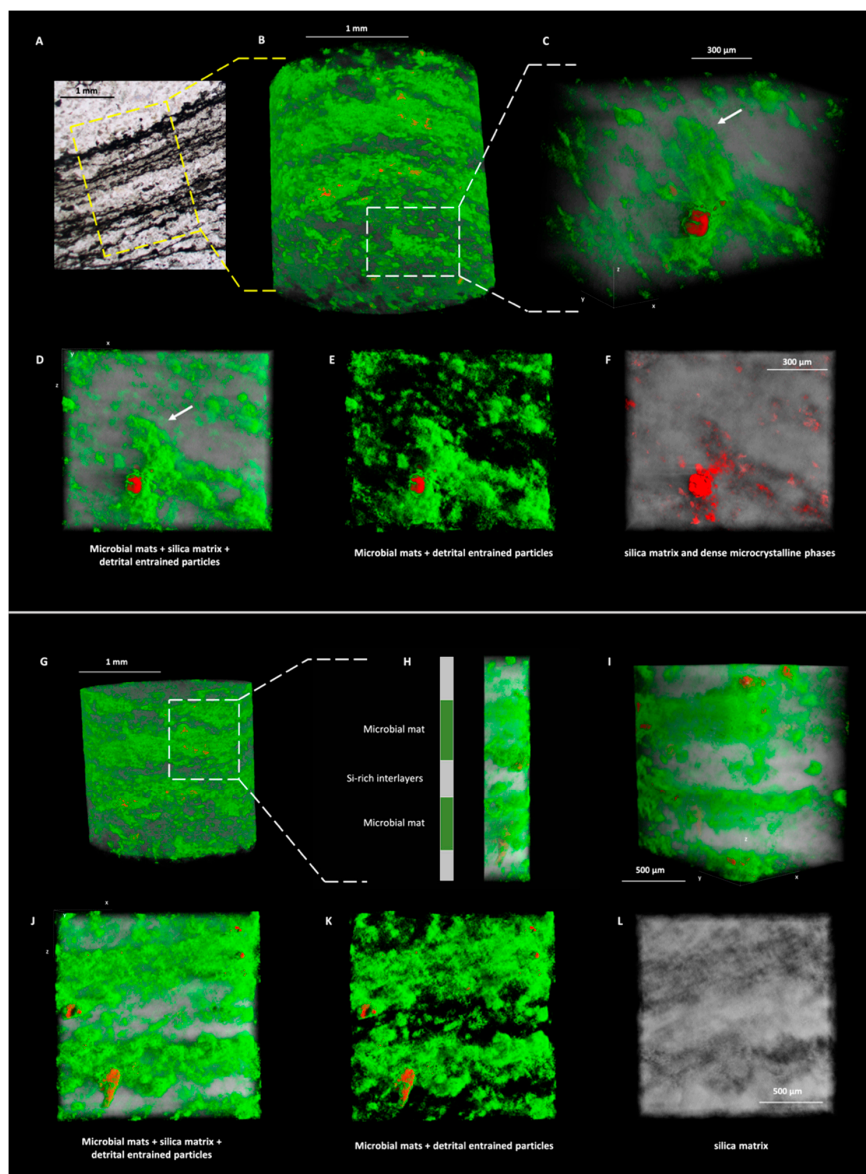 A
B
1 mm
C
300 µm
1 mm
z
y
x
D
x
y
z
E
F
300 µm
Microbial mats + silica matrix +
detrital entrained particles
Microbial mats + detrital entrained particles
silica matrix and dense microcrystalline phases
G
1 mm
H
I
Microbial mat
Si-rich interlayers
Microbial mat
500 µm
z
y
x
J
x
y
z
K
L
500 µm
Microbial mats + silica matrix +
detrital entrained particles
Microbial mats + detrital entrained particles
silica matrix